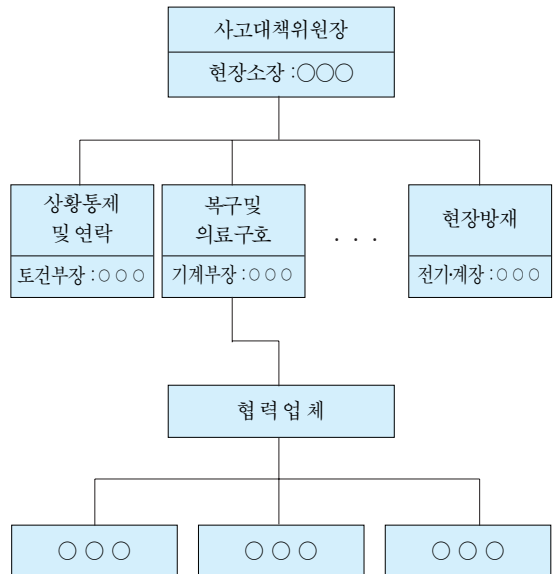 사고대책위원장
현장소장 :○○○
상황통제
및 연락
토건부장 :○○○
복구및
의료구호
기계부장 :○○○
. . .
현장방재
전기·계장 :○○○
협 력 업 체
○ ○ ○
○ ○ ○
○ ○ ○